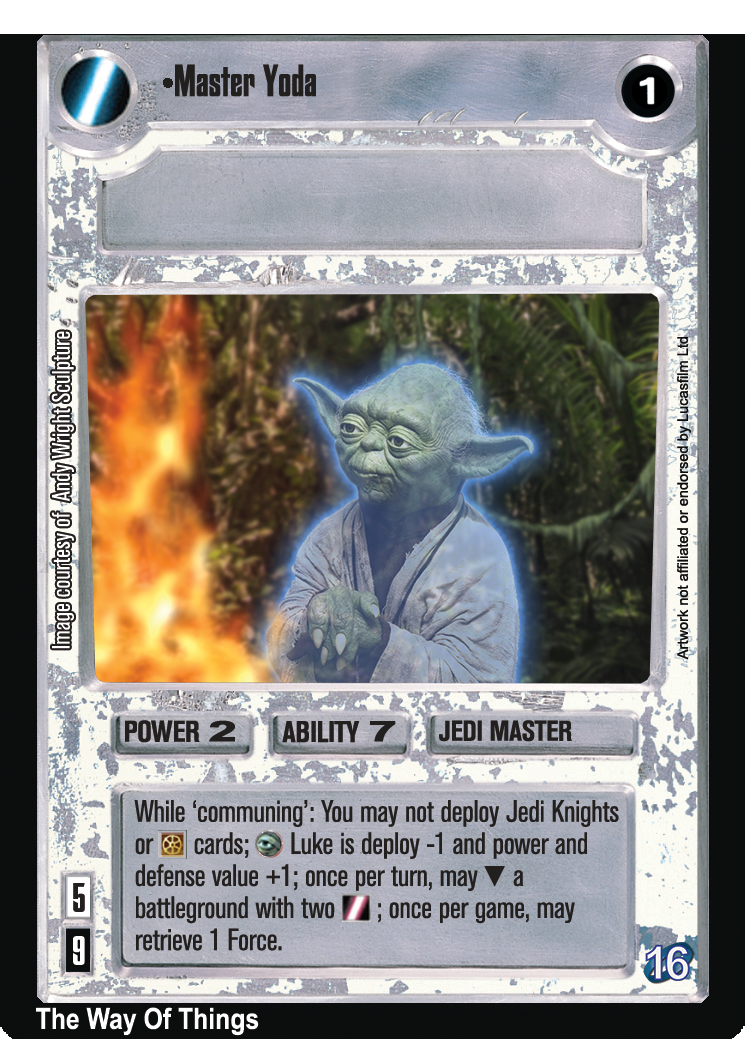 •Master Yoda
1
Image courtesy of Andy Wright Sculpture
Artwork not affiliated or endorsed by Lucasfilm Ltd
POWER 2
ABILITY 7
JEDI MASTER
While ‘communing’: You may not deploy Jedi Knights
or cards; Luke is deploy -1 and power and
defense value +1; once per turn, may ▼ a
battleground with two ; once per game, may
retrieve 1 Force.
5
9
16
The Way Of Things